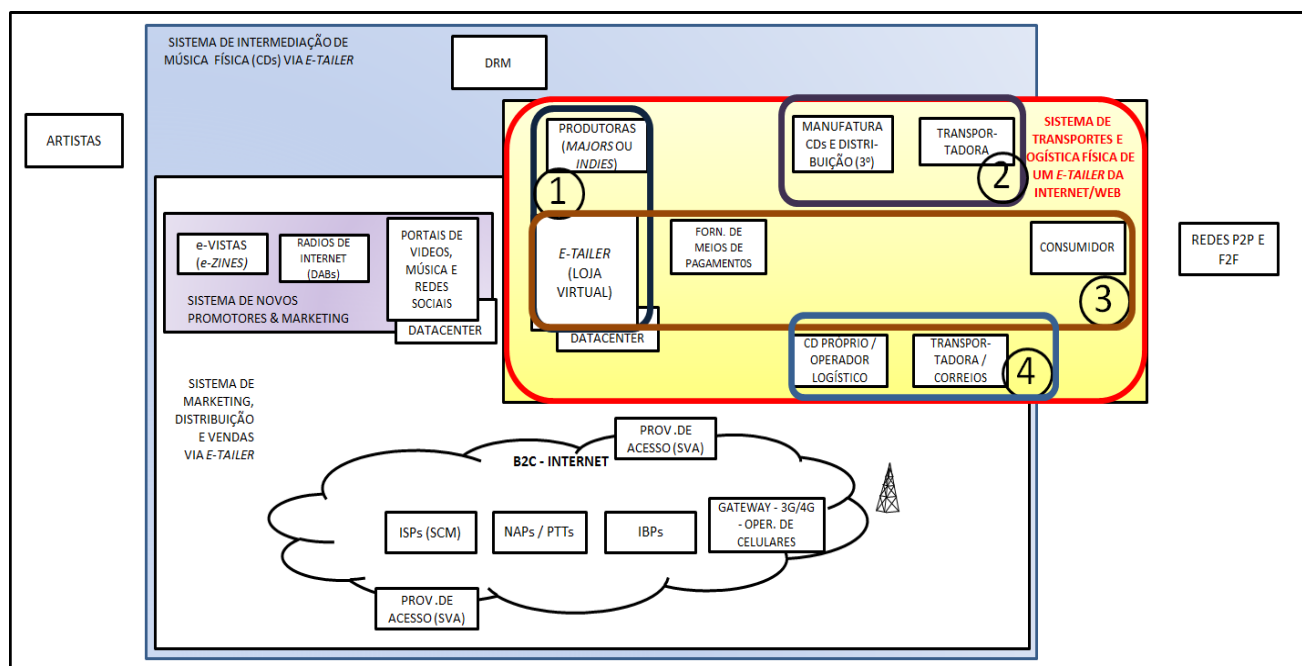 SISTEMA DE INTERMEDIAÇÃO DE
MÚSICA FÍSICA (CDs) VIA E-TAILER
DRM
ARTISTAS
PRODUTORAS
(MAJORS OU
INDIES)
1
MANUFATURA
CDs E DISTRI-
BUIÇÃO (3º)
TRANSPOR-
TADORA
2
SISTEMA DE
TRANSPORTES E
LOGÍSTICA FÍSICA DE
UM E-TAILER DA
INTERNET/WEB
e-VISTAS
(e-ZINES)
RADIOS DE
INTERNET
(DABs)
PORTAIS DE
VIDEOS,
MÚSICA E
REDES
SOCIAIS
SISTEMA DE NOVOS
PROMOTORES & MARKETING
DATACENTER
E-TAILER
(LOJA
VIRTUAL)
DATACENTER
FORN. DE
MEIOS DE
PAGAMENTOS
CONSUMIDOR
3
REDES P2P E
F2F
CD PRÓPRIO /
OPERADOR
LOGÍSTICO
TRANSPOR-
TADORA /
CORREIOS
4
SISTEMA DE
MARKETING,
DISTRIBUIÇÃO
E VENDAS
VIA E-TAILER
PROV.DE
ACESSO (SVA)
B2C - INTERNET
ISPs (SCM)
NAPs / PTTs
IBPs
GATEWAY - 3G/4G
- OPER. DE
CELULARES
PROV.DE
ACESSO (SVA)